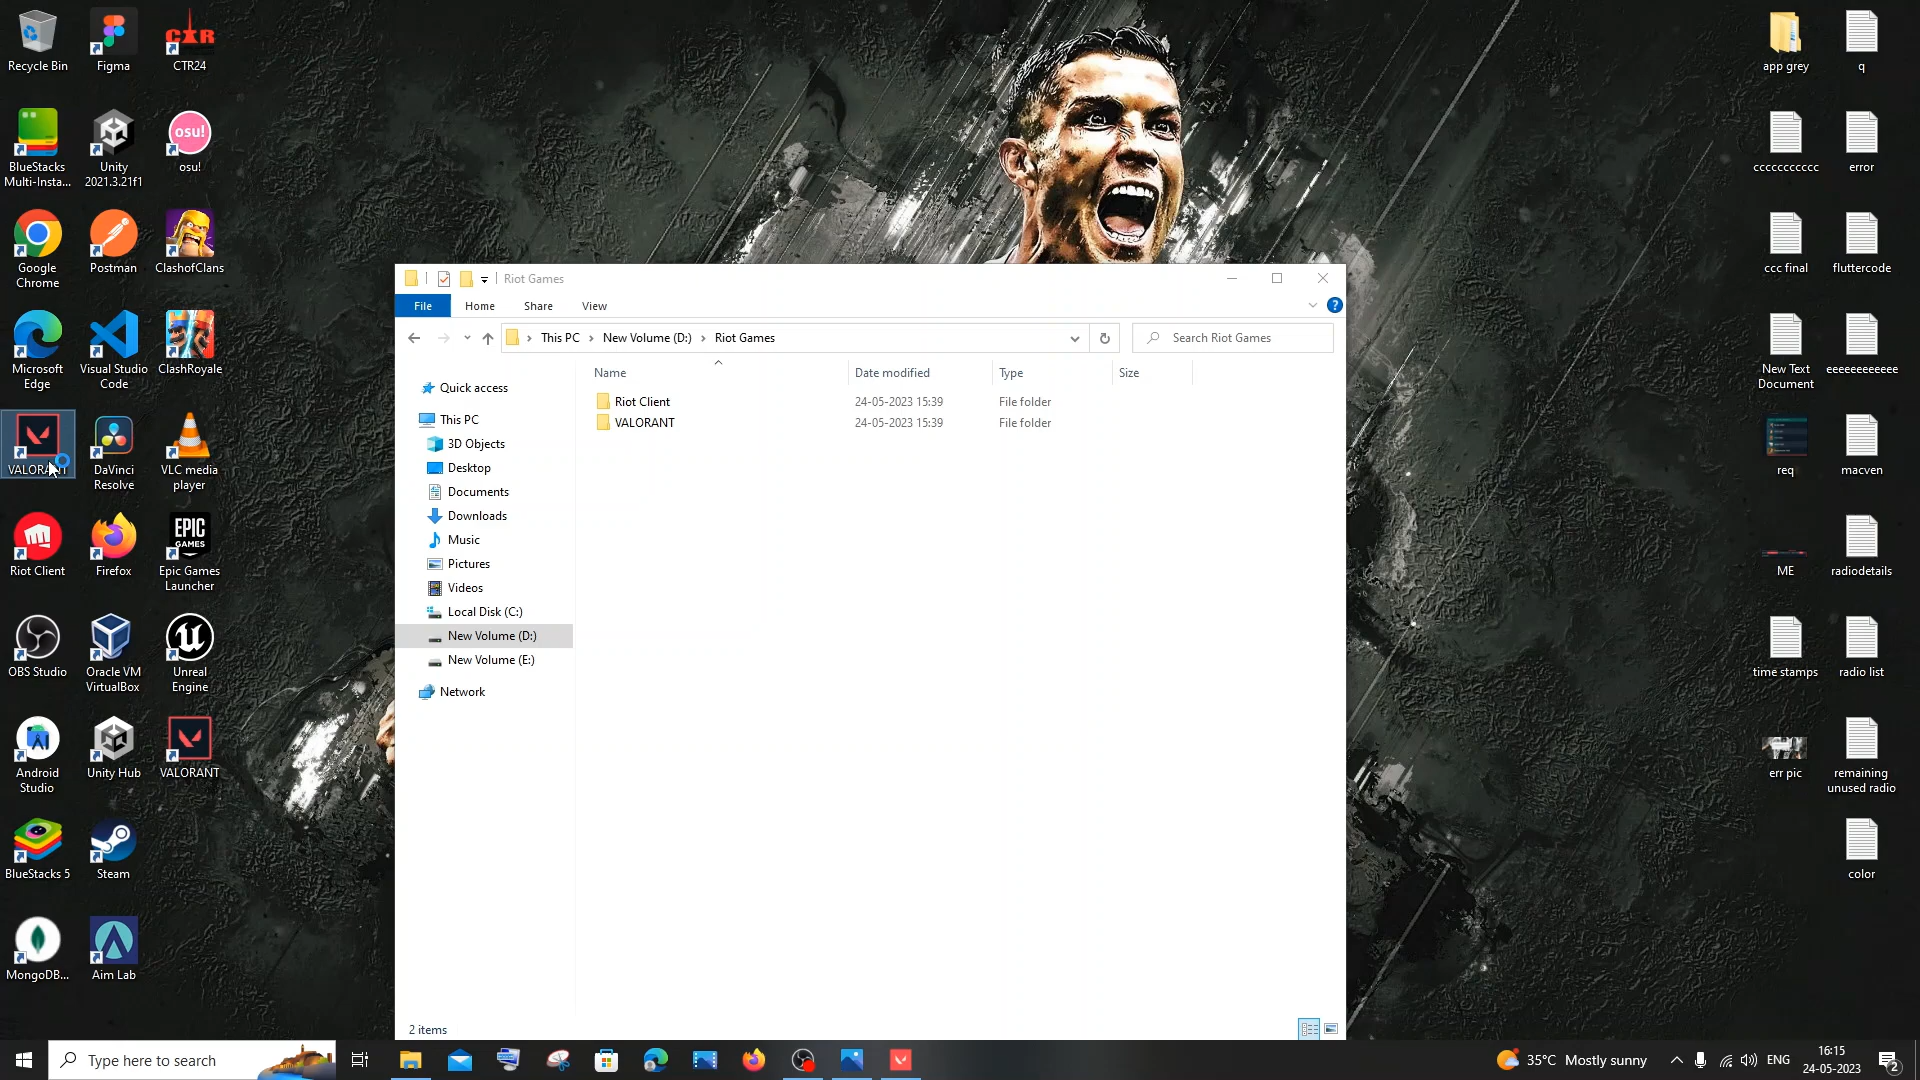 Recycle Bin
Figma
CTR
CTR24
BlueStacks
Multi-Insta...
Unity
2021.3.21f1
osu!
osu!
Google
Chrome
Postman
ClashofClans
Microsoft
Edge
Visual Studio
Code
ClashRoyale
VALORANT
DaVinci
Resolve
VLC media
player
Riot Client
Firefox
EPIC
GAMES
Epic Games
Launcher
OBS Studio
Oracle VM
VirtualBox
Unreal
Engine
Android
Studio
Unity Hub
VALORANT
BlueStacks 5
Steam
MongoDB...
Aim Lab
Riot Games
File
Home
Share
View
This PC
New Volume (D:)
Riot Games
Search Riot Games
Name
Date modified
Type
Size
Riot Client
24-05-2023 15:39
File folder
VALORANT
24-05-2023 15:39
File folder
Quick access
This PC
3D Objects
Desktop
Documents
Downloads
Music
Pictures
Videos
Local Disk (C:)
New Volume (D:)
New Volume (E:)
Network
2 items
app grey
q
ccccccccccc
error
ccc final
fluttercode
New Text
Document
eeeeeeeeeeee
req
macven
ME
radiodetails
time stamps
radio list
err pic
remaining
unused radio
color
Type here to search
35°C Mostly sunny
ENG
16:15
24-05-2023
2